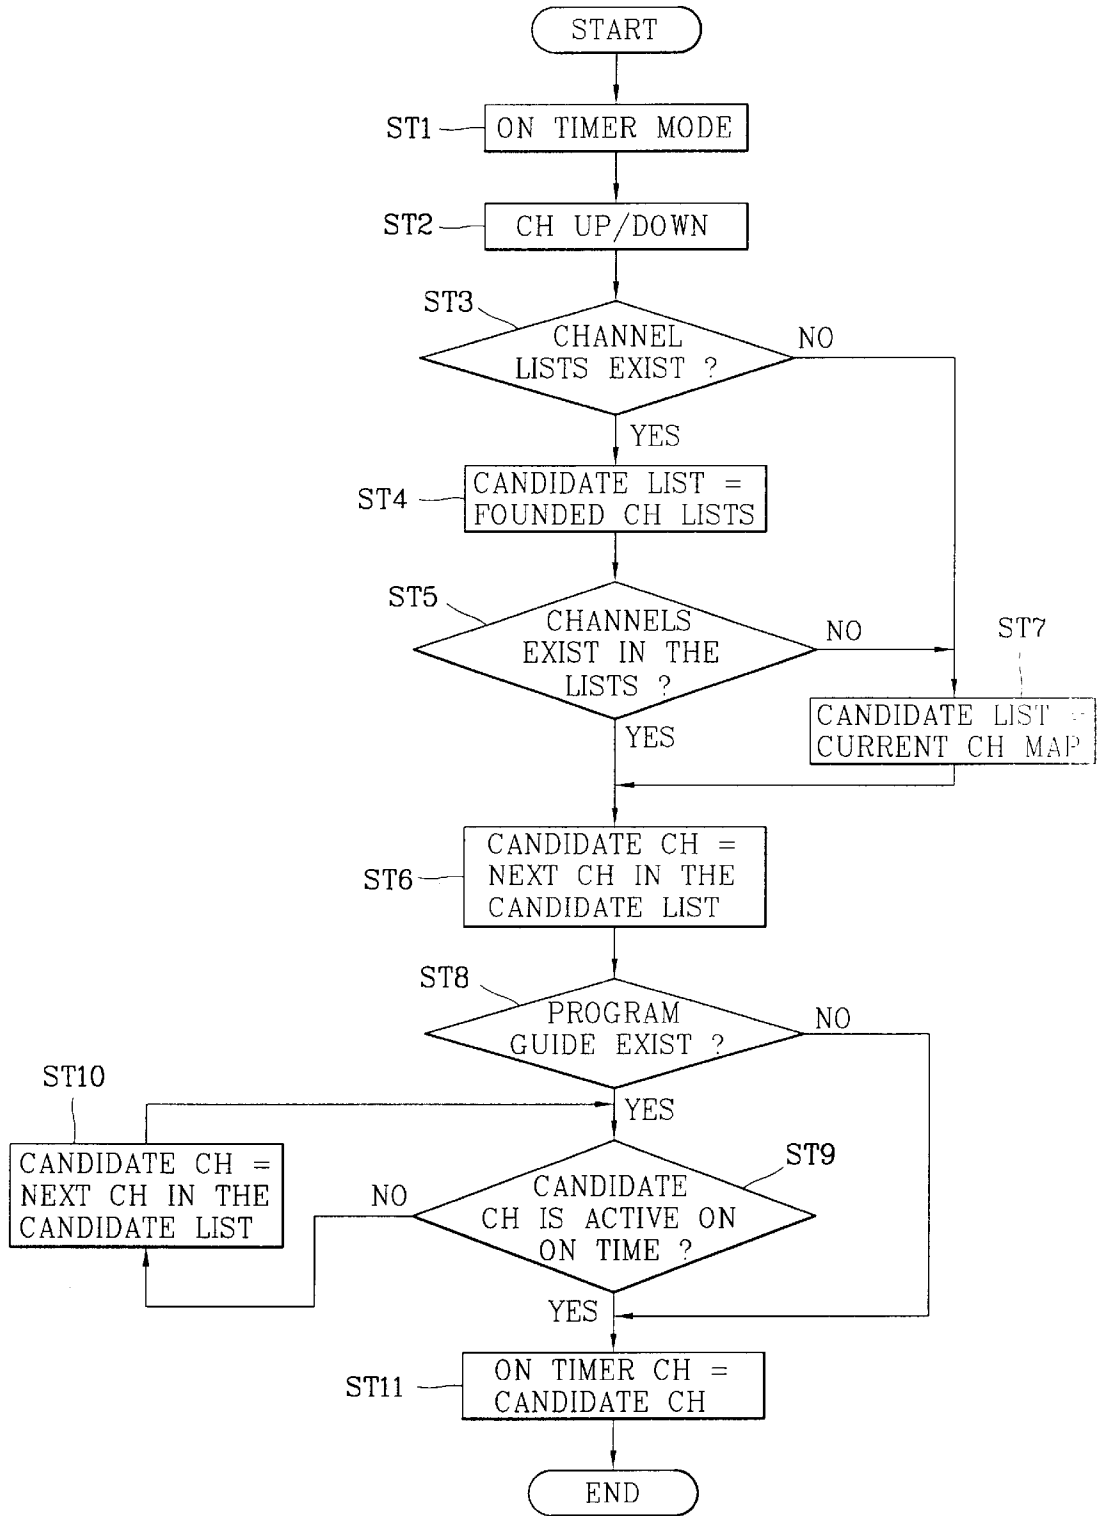 START
ST1
ON TIMER MODE
ST2
CH UP/DOWN
ST3
CHANNEL
LISTS EXIST ?
NO
YES
ST4
CANDIDATE LIST =
FOUNDED CH LISTS
ST5
CHANNELS
EXIST IN THE
LISTS ?
NO
YES
ST7
CANDIDATE LIST =
CURRENT CH MAP
ST6
CANDIDATE CH =
NEXT CH IN THE
CANDIDATE LIST
ST8
PROGRAM
GUIDE EXIST ?
NO
YES
ST10
CANDIDATE CH =
NEXT CH IN THE
CANDIDATE LIST
NO
ST9
CANDIDATE
CH IS ACTIVE ON
ON TIME ?
YES
ST11
ON TIMER CH =
CANDIDATE CH
END